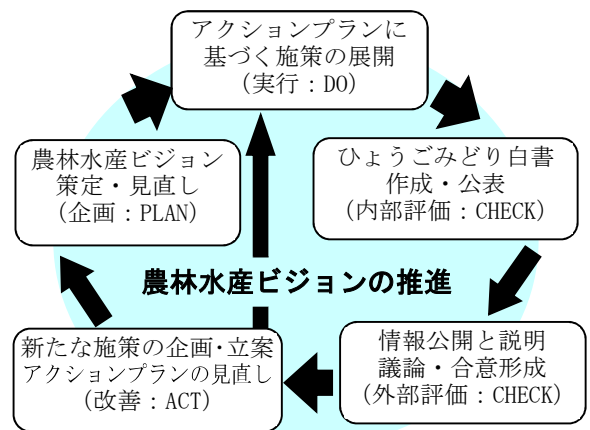 アクションプランに
基づく施策の展開
(実行：DO)
農林水産ビジョン
策定・見直し
(企画：PLAN)
ひょうごみどり白書
作成・公表
(内部評価：CHECK)
農林水産ビジョンの推進
新たな施策の企画・立案
アクションプランの見直し
(改善：ACT)
情報公開と説明
議論・合意形成
(外部評価：CHECK)